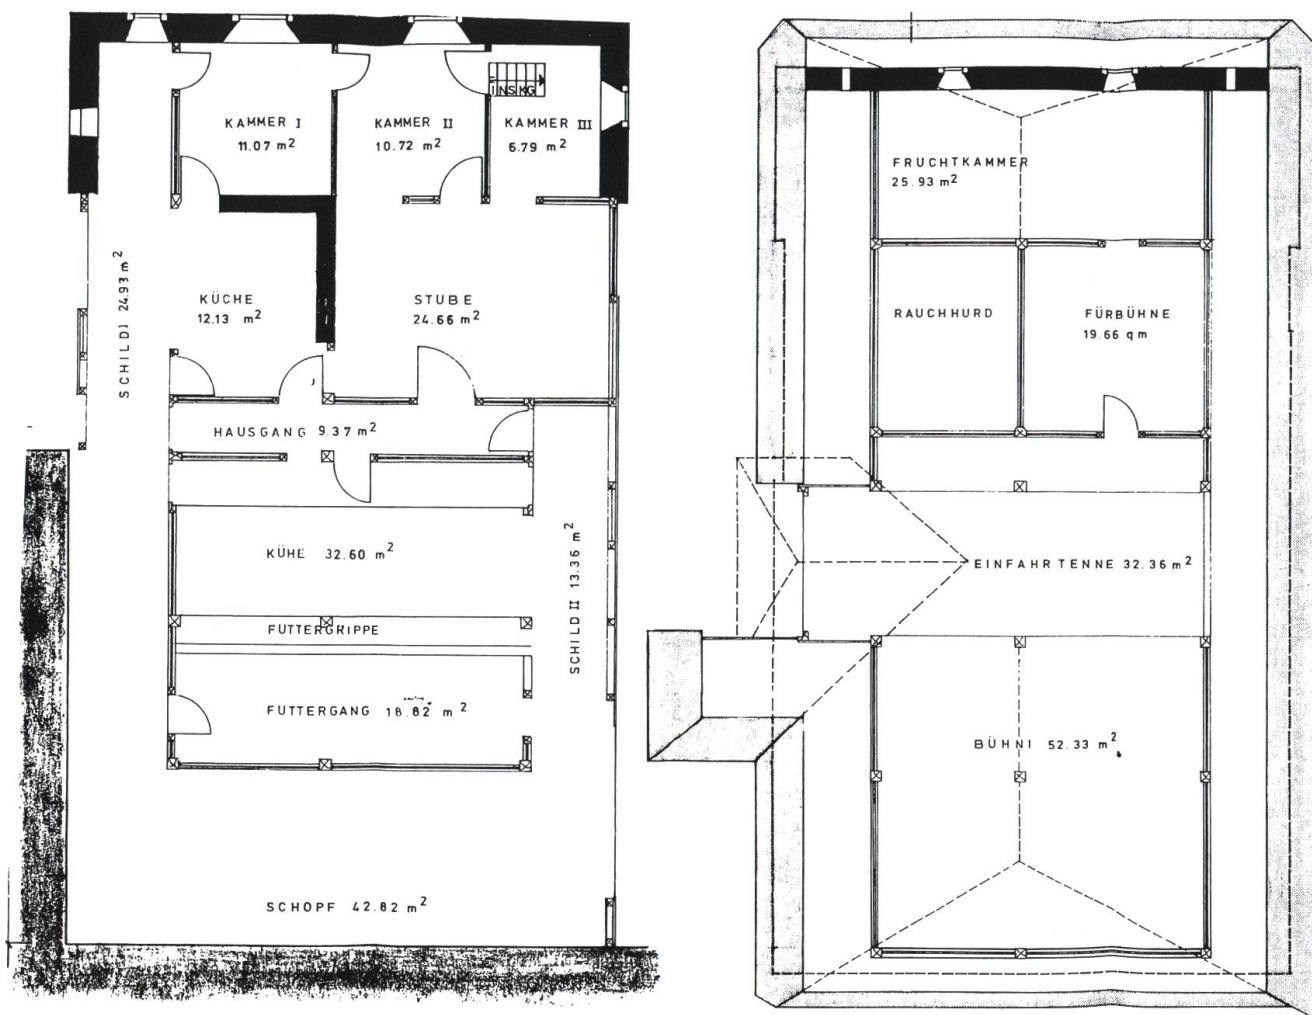 INS KG
KAMMER I
11.07 m²
KAMMER II
10.72 m²
KAMMER III
6.79 m²
SCHILD I 24.93 m²
KÜCHE
12.13 m²
STUBE
24.66 m²
HAUSGANG 9.37 m²
KÜHE 32.60 m²
FUTTERGRIPPE
SCHILD II 13.36 m²
FUTTERGANG 18.82 m²
SCHOPF 42.82 m²
FRUCHTKAMMER
25.93 m²
RAUCHHURD
FÜRBÜHNE
19.66 qm
EINFAHRTENNE 32.36 m²
BÜHNI 52.33 m²